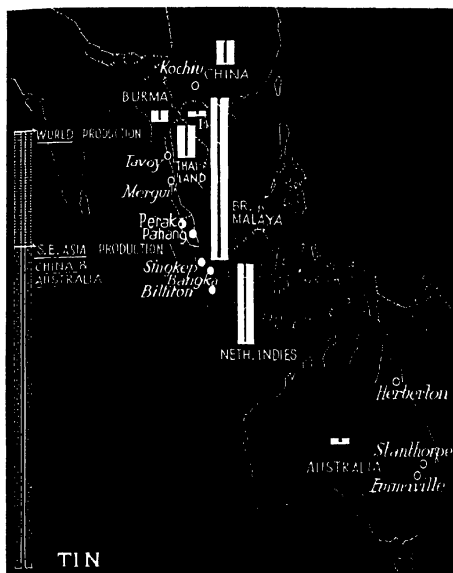 Kochiu
CHINA
BURMA
WORLD PRODUCTION
THAI-
LAND
Tavoy
Mergui
BR.
MALAYA
Perak
Pahang
S.E. ASIA PRODUCTION
CHINA &
AUSTRALIA
Singkep
Bangka
Billiton
NETH. INDIES
Herberton
Stanthorpe
AUSTRALIA
Emmaville
TIN